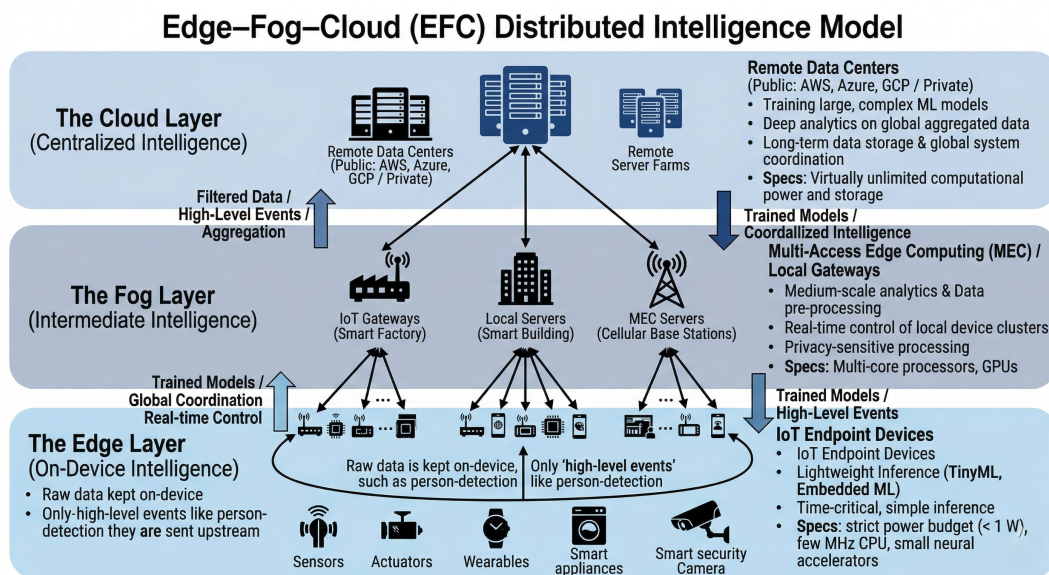 Edge–Fog–Cloud (EFC) Distributed Intelligence Model
The Cloud Layer
(Centralized Intelligence)
Remote Data Centers
(Public: AWS, Azure,
GCP / Private)
Remote
Server Farms
Remote Data Centers
(Public: AWS, Azure, GCP / Private)
• Training large, complex ML models
• Deep analytics on global aggregated data
• Long-term data storage & global system
coordination
• Specs: Virtually unlimited computational
power and storage
Filtered Data /
High-Level Events /
Aggregation
Trained Models /
Coordallized Intelligence
The Fog Layer
(Intermediate Intelligence)
IoT Gateways
(Smart Factory)
Local Servers
(Smart Building)
MEC Servers
(Cellular Base Stations)
Multi-Access Edge Computing (MEC) /
Local Gateways
• Medium-scale analytics & Data
pre-processing
• Real-time control of local device clusters
• Privacy-sensitive processing
• Specs: Multi-core processors, GPUs
Trained Models /
Global Coordination
Real-time Control
Trained Models /
High-Level Events
The Edge Layer
(On-Device Intelligence)
• Raw data kept on-device
• Only-high-level events like person-
detection they are sent upstream
Raw data is kept on-device,
such as person-detection
Only ‘high-level events’
like person-detection
Sensors
Actuators
Wearables
Smart
appliances
Smart security
Camera
IoT Endpoint Devices
• IoT Endpoint Devices
• Lightweight Inference (TinyML,
Embedded ML)
• Time-critical, simple inference
• Specs: strict power budget (< 1 W),
few MHz CPU, small neural
accelerators